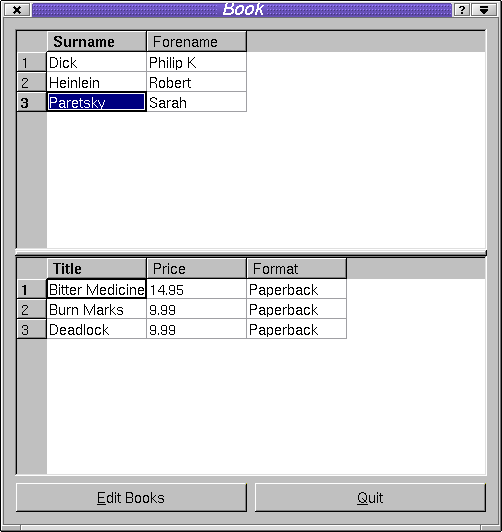 Book
Surname Forename
1 Dick Philip K
2 Heinlein Robert
3 Paretsky Sarah
Title Price Format
1 Bitter Medicine 14.95 Paperback
2 Burn Marks 9.99 Paperback
3 Deadlock 9.99 Paperback
Edit Books Quit